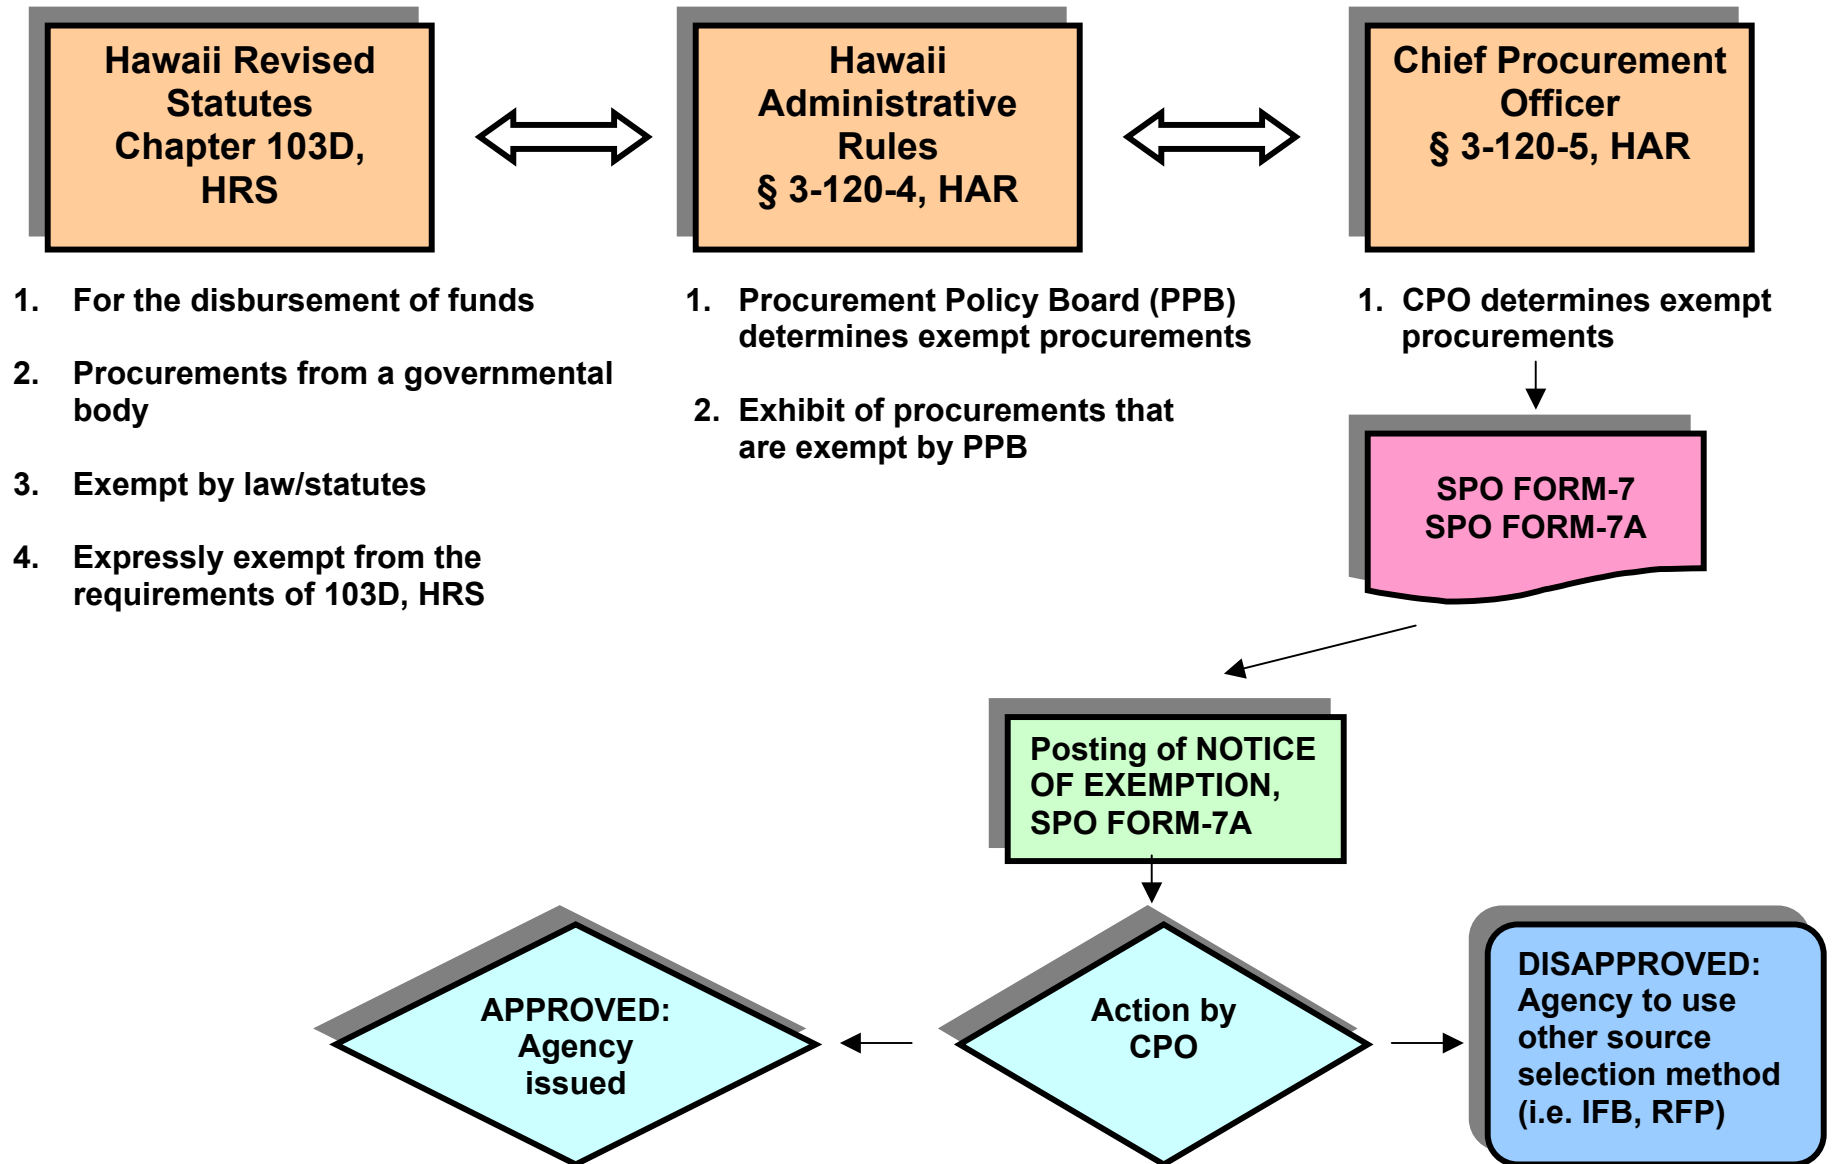 Hawaii Revised
Statutes
Chapter 103D,
HRS
Hawaii
Administrative
Rules
§ 3-120-4, HAR
Chief Procurement
Officer
§ 3-120-5, HAR
1. For the disbursement of funds
2. Procurements from a governmental
body
3. Exempt by law/statutes
4. Expressly exempt from the
requirements of 103D, HRS
1. Procurement Policy Board (PPB)
determines exempt procurements
2. Exhibit of procurements that
are exempt by PPB
1. CPO determines exempt
procurements
SPO FORM-7
SPO FORM-7A
Posting of NOTICE
OF EXEMPTION,
SPO FORM-7A
APPROVED:
Agency
issued
Action by
CPO
DISAPPROVED:
Agency to use
other source
selection method
(i.e. IFB, RFP)